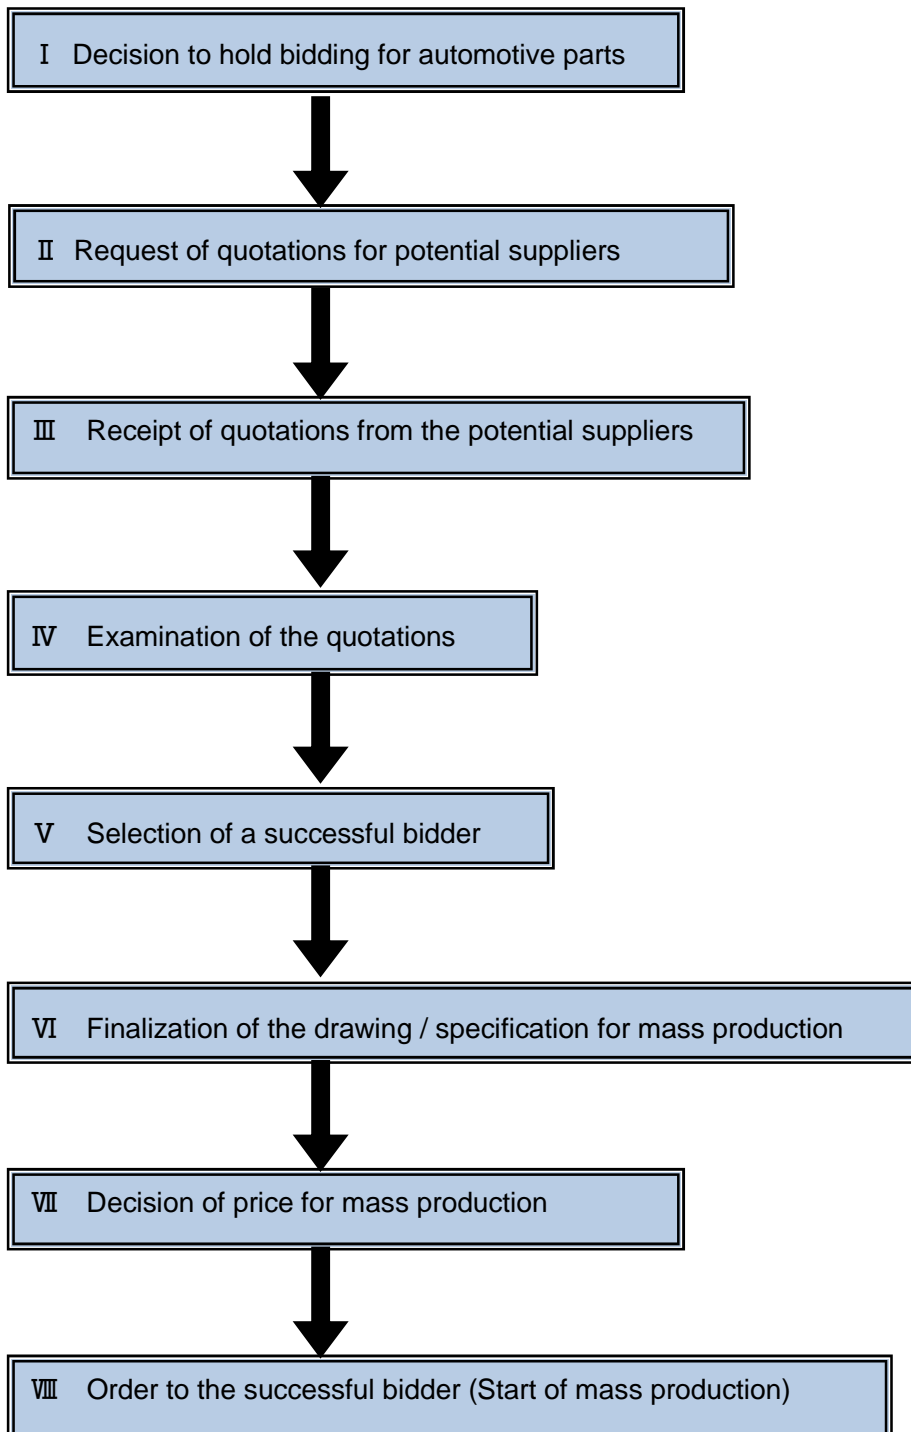 Ⅰ Decision to hold bidding for automotive parts
Ⅱ Request of quotations for potential suppliers
Ⅲ Receipt of quotations from the potential suppliers
Ⅳ Examination of the quotations
Ⅴ Selection of a successful bidder
Ⅵ Finalization of the drawing / specification for mass production
Ⅶ Decision of price for mass production
Ⅷ Order to the successful bidder (Start of mass production)